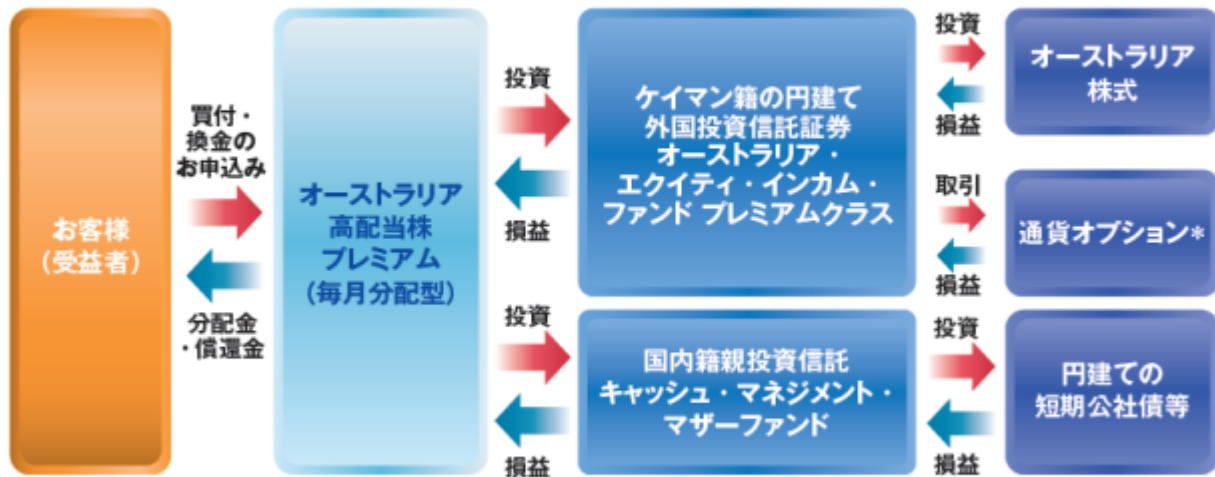 お客様
（受益者）
買付・
換金の
お申込み
分配金
・償還金
オーストラリア
高配当株
プレミアム
（毎月分配型）
投資
損益
投資
損益
ケイマン籍の円建て
外国投資信託証券
オーストラリア・
エクイティ・インカム・
ファンド プレミアムクラス
国内籍親投資信託
キャッシュ・マネジメント・
マザーファンド
投資
損益
オーストラリア
株式
取引
損益
通貨オプション*
投資
損益
円建ての
短期公社債等